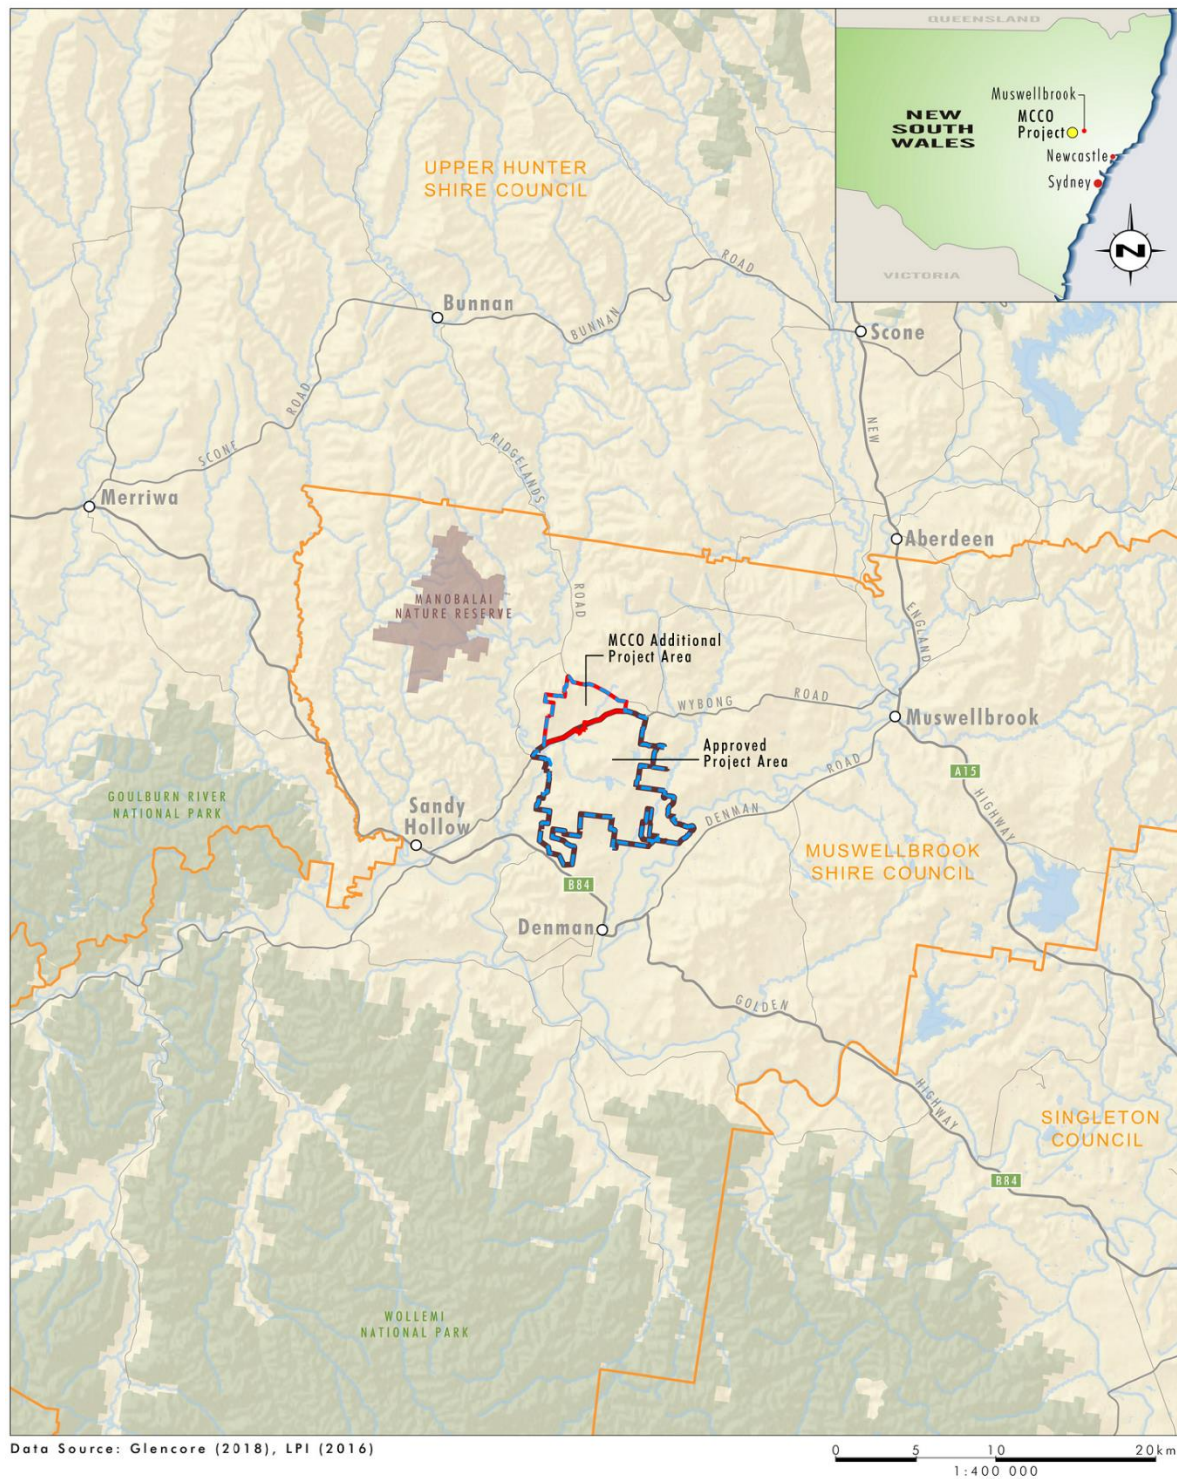 QUEENSLAND
Muswellbrook
MCCO
Project
NEW
SOUTH
WALES
Newcastle
Sydney
N
VICTORIA
UPPER HUNTER
SHIRE COUNCIL
ROAD
Bunnan
BUNNAN
Scone
NEW
ROAD
SCONE
RIDGELANDS
Merriwa
Aberdeen
MANOBALAI
NATURE RESERVE
ROAD
ENGLAND
MCCO Additional
Project Area
WYBONG
ROAD
Muswellbrook
Approved
Project Area
ROAD
A15
HIGHWAY
GOULBURN RIVER
NATIONAL PARK
Sandy
Hollow
DENMAN
MUSWELLBROOK
SHIRE COUNCIL
B84
Denman
GOLDEN
HIGHWAY
SINGLETON
COUNCIL
B84
WOLLEMI
NATIONAL PARK
Data Source: Glencore (2018), LPI (2016)
0 5 10 20km
1:400 000